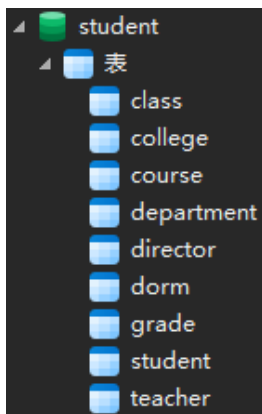 student
表
class
college
course
department
director
dorm
grade
student
teacher